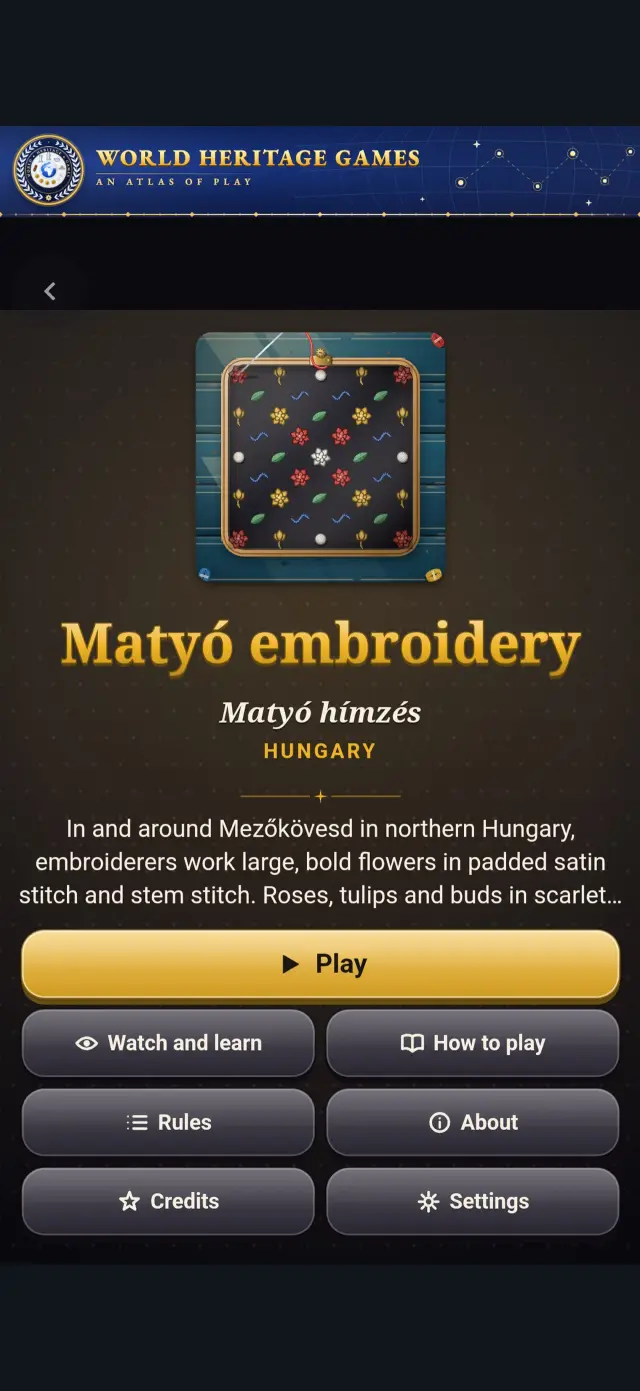 WORLD HERITAGE GAMES
AN ATLAS OF PLAY
Matyó embroidery
Matyó hímzés
HUNGARY
In and around Mezőkövesd in northern Hungary,
embroiderers work large, bold flowers in padded satin
stitch and stem stitch. Roses, tulips and buds in scarlet…
Play
Watch and learn
How to play
Rules
About
Credits
Settings